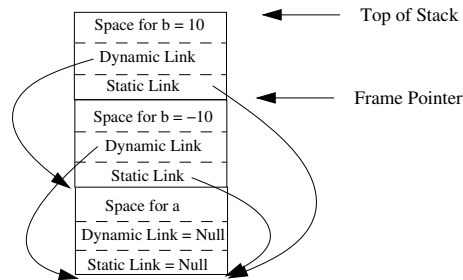 Space for b = 10
Top of Stack
Dynamic Link
Static Link
Frame Pointer
Space for b = −10
Dynamic Link
Static Link
Space for a
Dynamic Link = Null
Static Link = Null